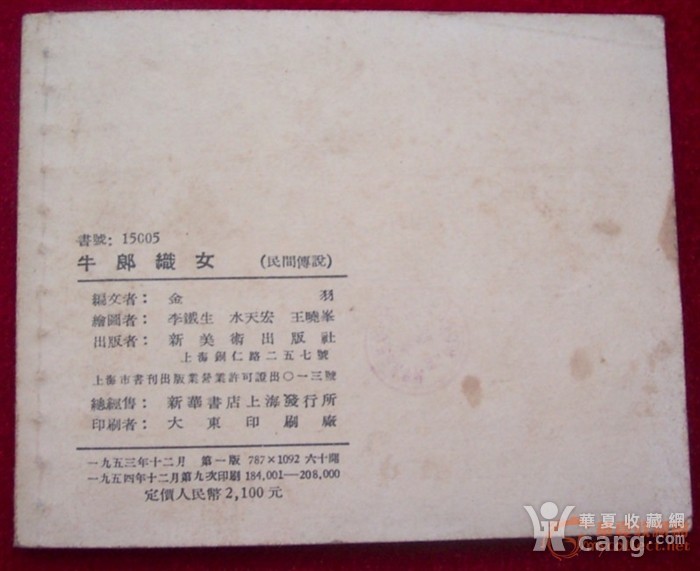 書號: 15005
牛郎織女 (民間傳說)
編文者: 金羽
繪圖者: 李鐵生 水天宏 王曉峯
出版者: 新美術出版社
上海銅仁路二五七號
上海市書刊出版業營業許可證出〇一三號
總經售: 新華書店上海發行所
印刷者: 大東印刷廠
一九五三年十二月 第一版 787×1092 六十開
一九五四年十二月第九次印刷 184,001—208,000
定價人民幣2,100元
華夏收藏網
cang.com